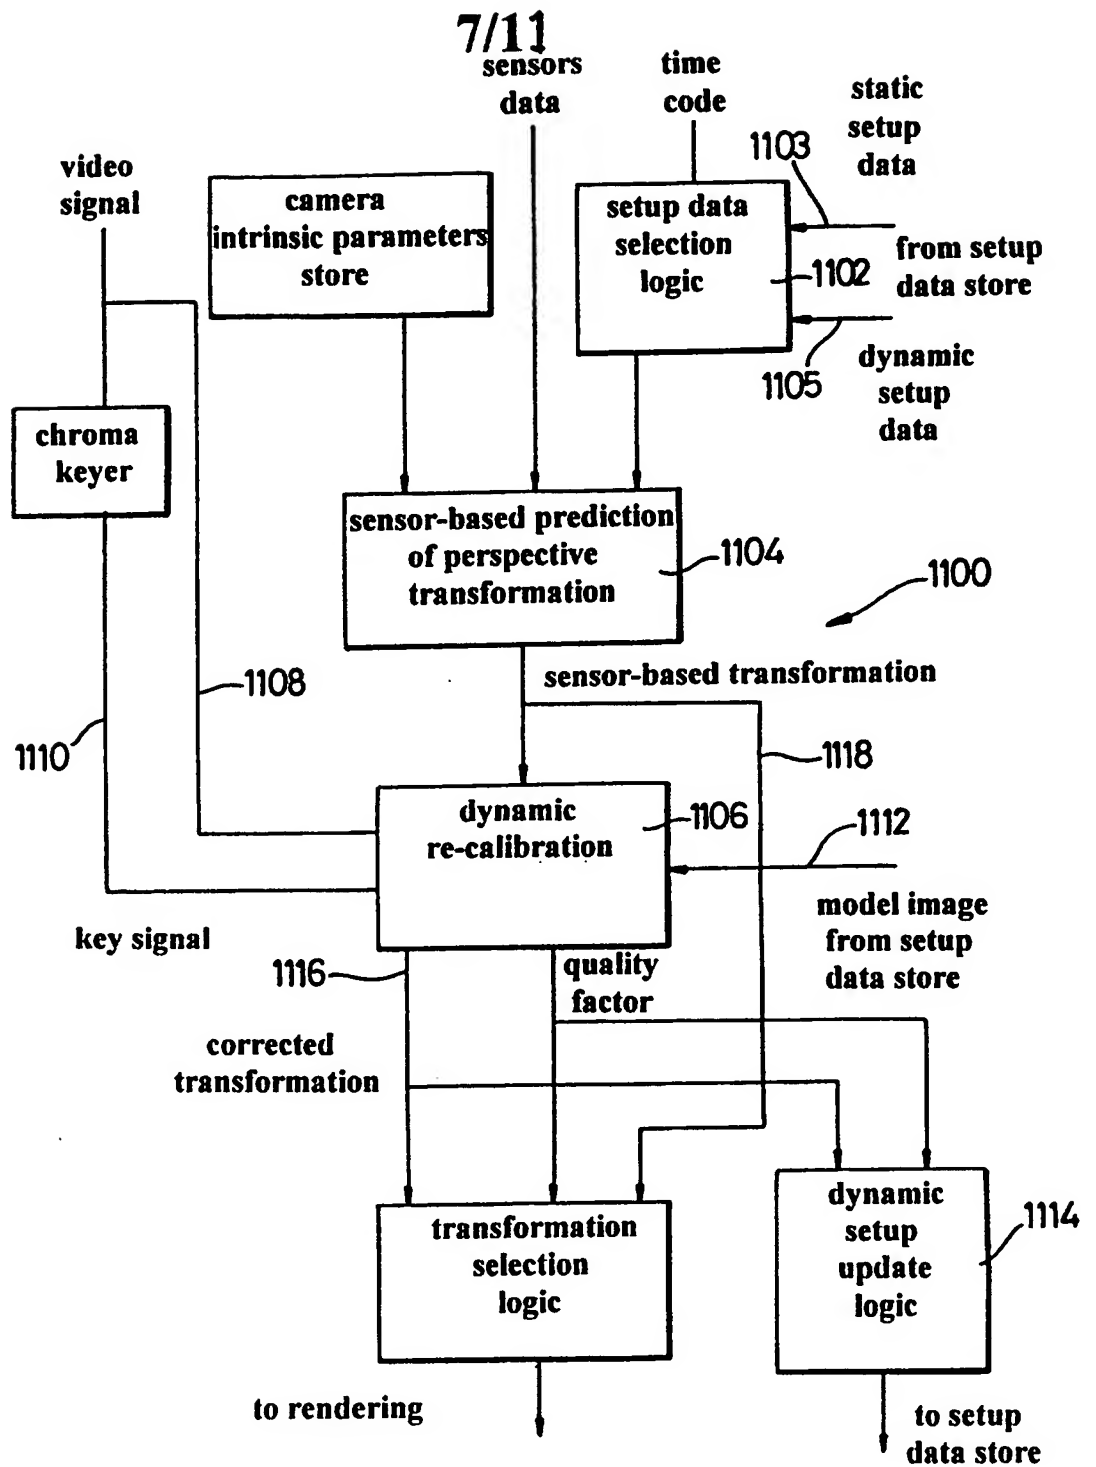 7/11
sensors
data
time
code
static
setup
data
1103
video
signal
camera
intrinsic parameters
store
setup data
selection
logic
1102
from setup
data store
1105
dynamic
setup
data
chroma
keyer
sensor-based prediction
of perspective
transformation
1104
1100
1108
sensor-based transformation
1110
1118
dynamic
re-calibration
1106
1112
model image
from setup
data store
key signal
1116
quality
factor
corrected
transformation
transformation
selection
logic
dynamic
setup
update
logic
1114
to rendering
to setup
data store